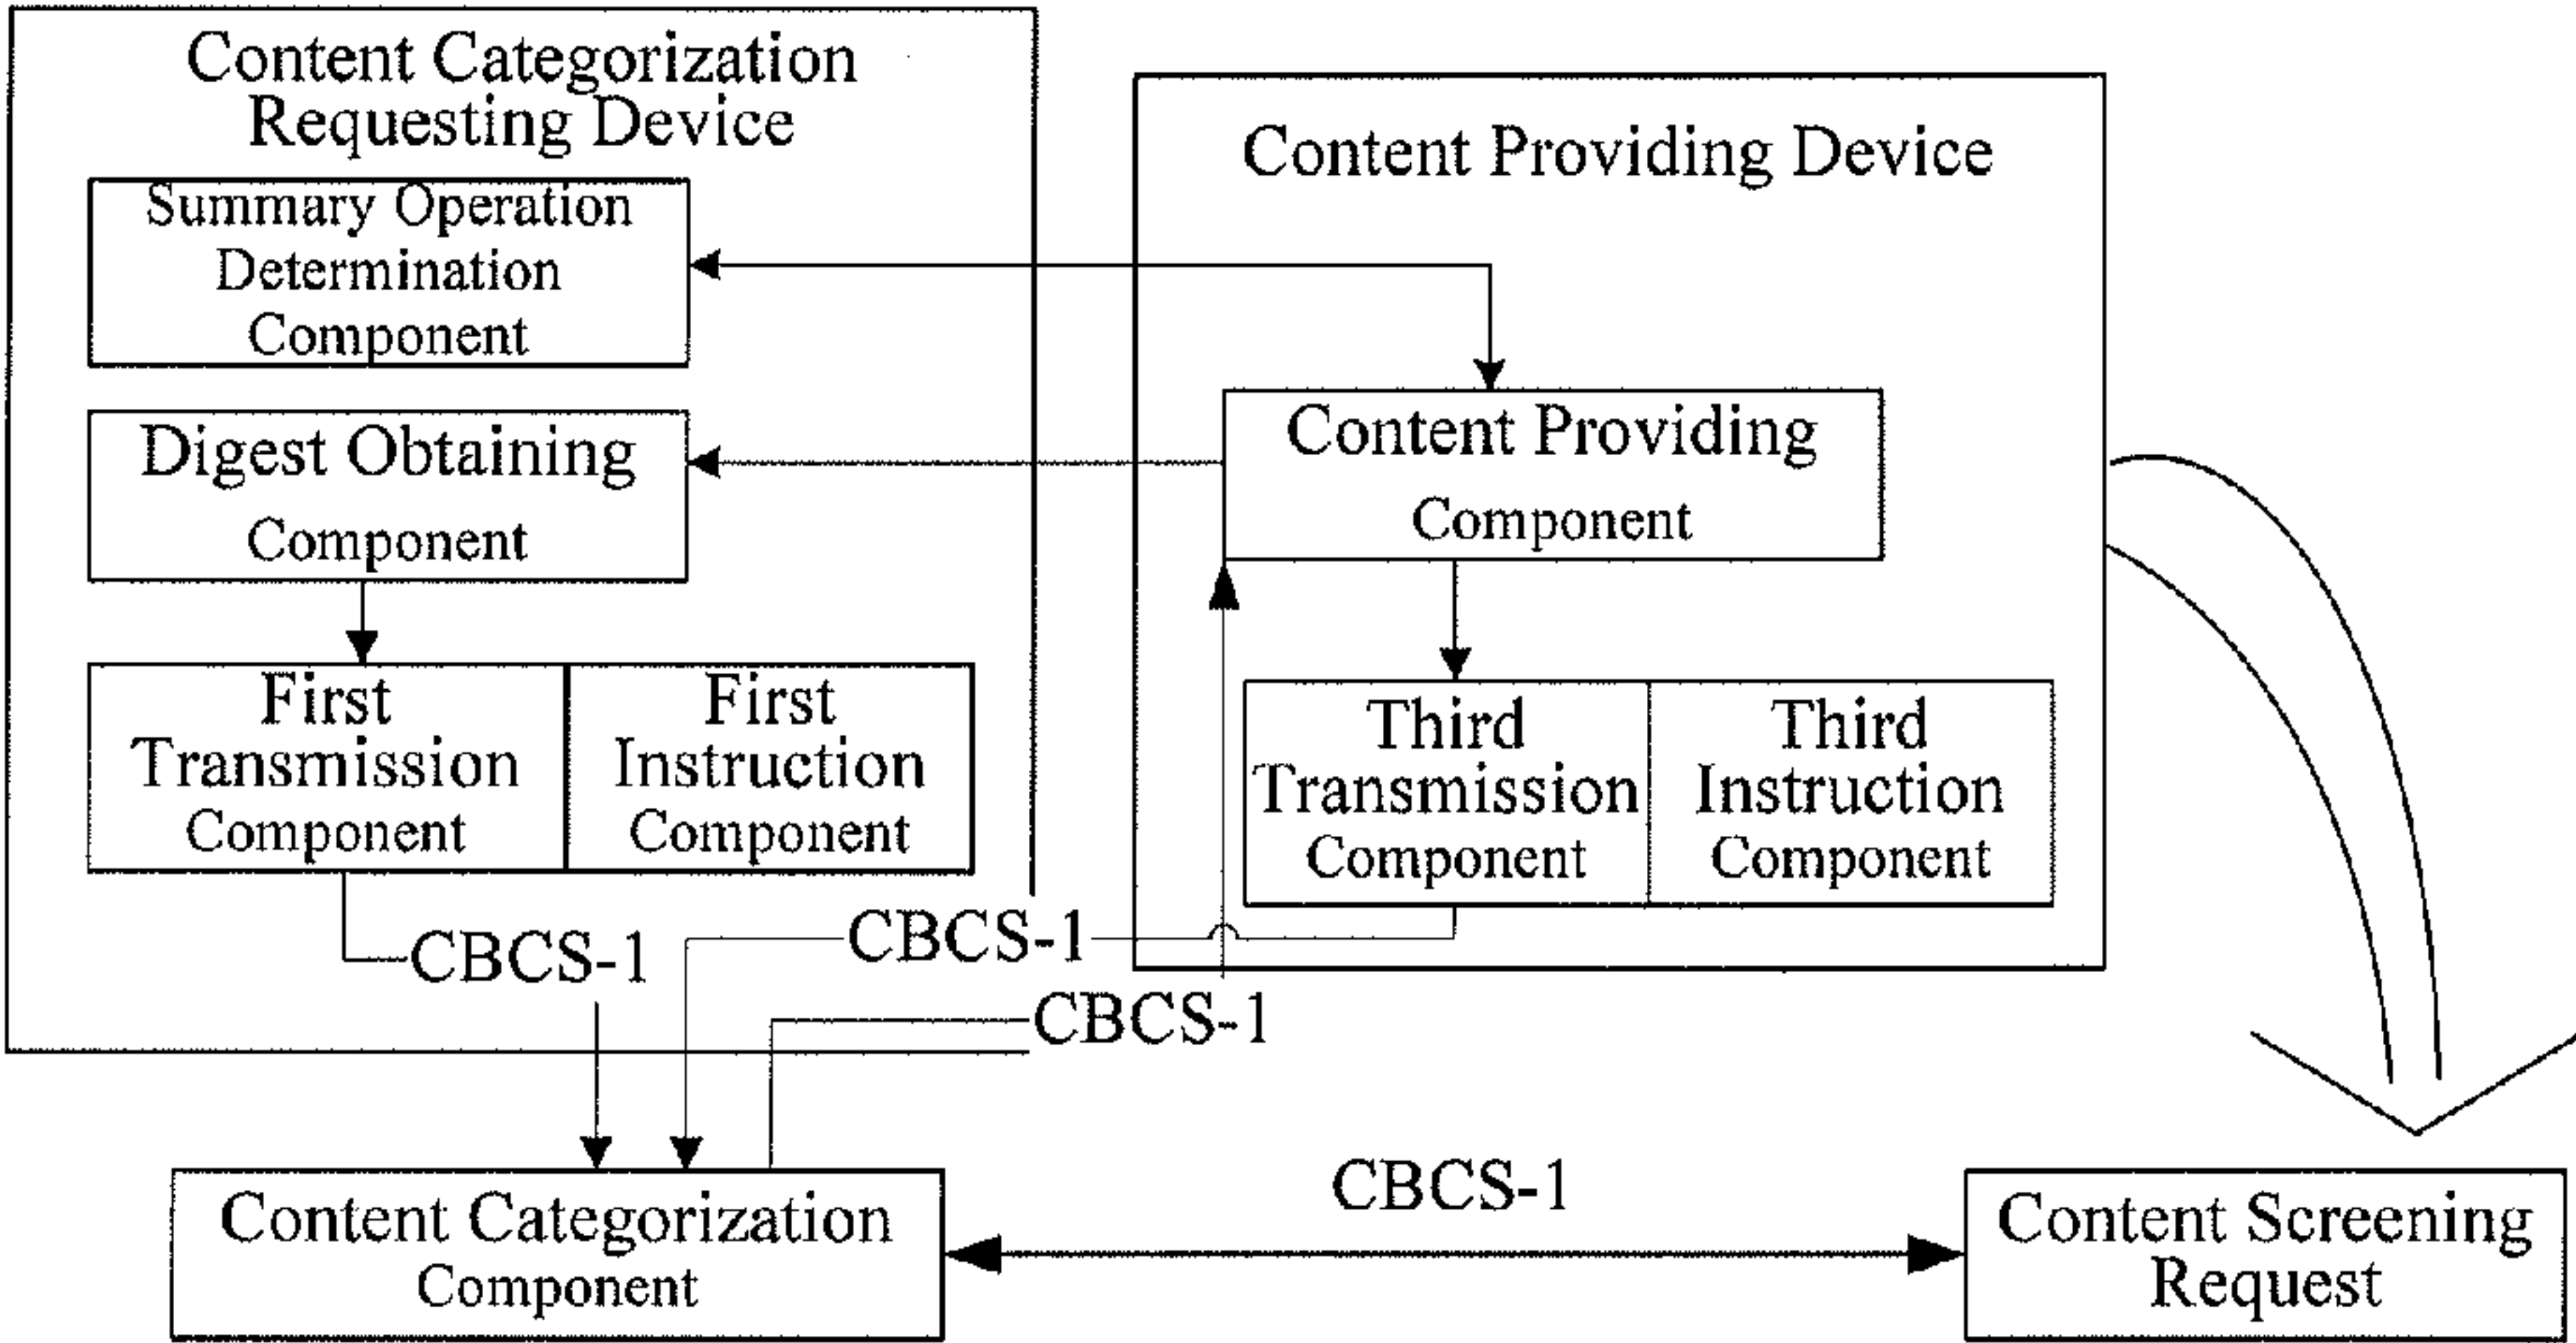 Content Categorization
Requesting Device
Summary Operation
Determination
Component
Digest Obtaining
Component
First
Transmission
Component
First
Instruction
Component
Content Providing Device
Content Providing
Component
Third
Transmission
Component
Third
Instruction
Component
CBCS-1
CBCS-1
CBCS-1
Content Categorization
Component
CBCS-1
Content Screening
Request